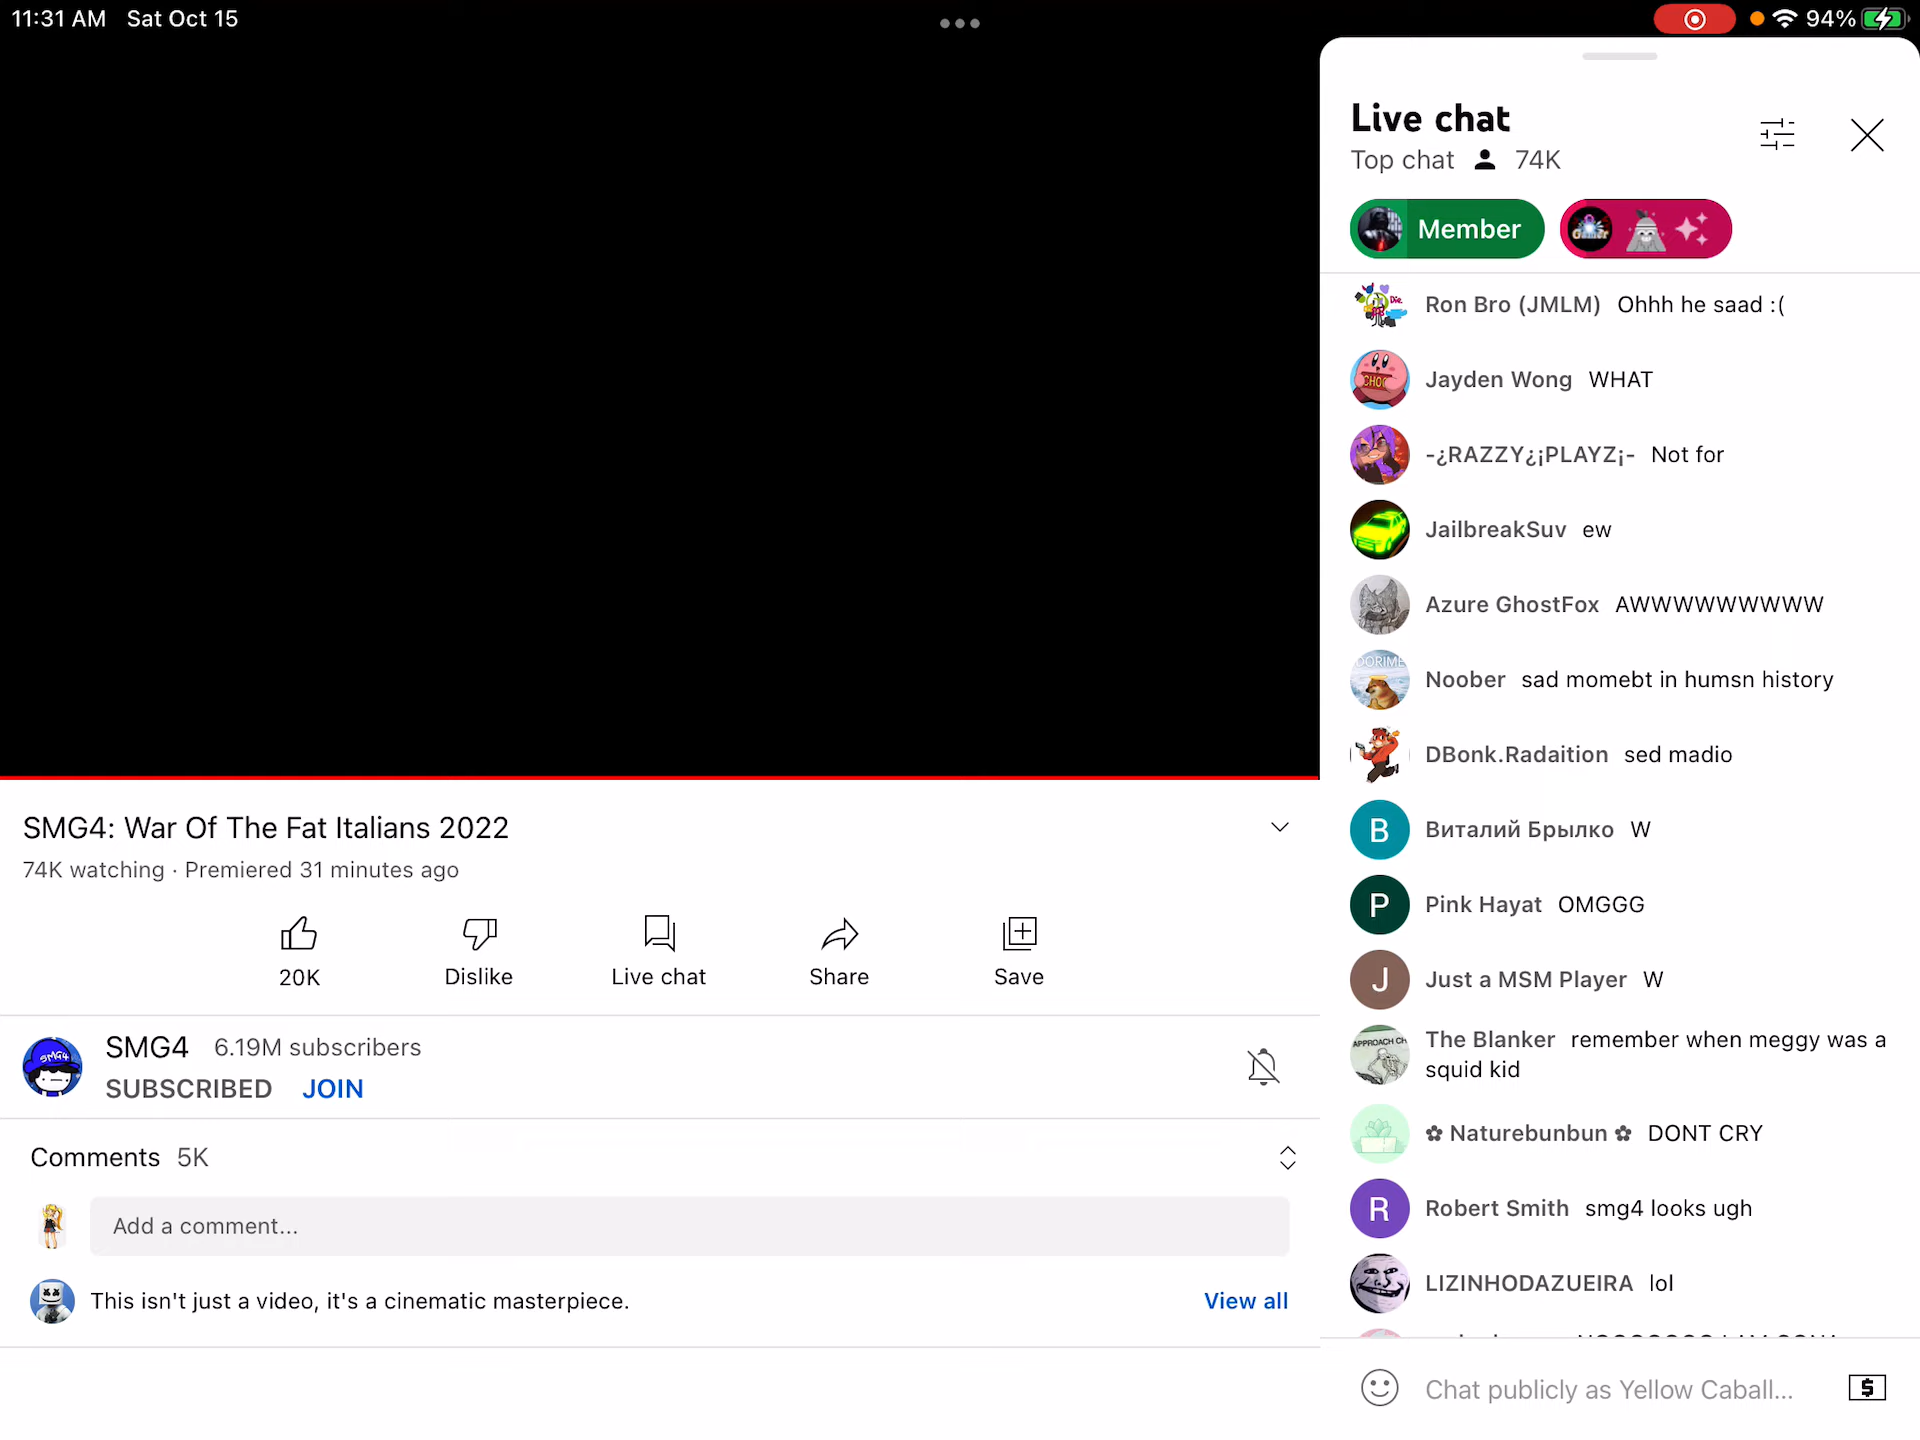 11:31 AM Sat Oct 15
94%
Live chat
Top chat 74K
Member
Ron Bro (JMLM) Ohhh he saad :(
Jayden Wong WHAT
-¿RAZZY¿¡PLAYZ¡- Not for
JailbreakSuv ew
Azure GhostFox AWWWWWWWWW
DORIME
Noober sad momebt in humsn history
DBonk.Radaition sed madio
B
Виталий Брылко W
P
Pink Hayat OMGGG
J
Just a MSM Player W
The Blanker remember when meggy was a
squid kid
✿ Naturebunbun ✿ DONT CRY
R
Robert Smith smg4 looks ugh
LIZINHODAZUEIRA lol
Chat publicly as Yellow Caball...
SMG4: War Of The Fat Italians 2022
74K watching · Premiered 31 minutes ago
20K Dislike Live chat Share Save
SMG4
SMG4 6.19M subscribers
SUBSCRIBED JOIN
Comments 5K
Add a comment...
This isn't just a video, it's a cinematic masterpiece. View all